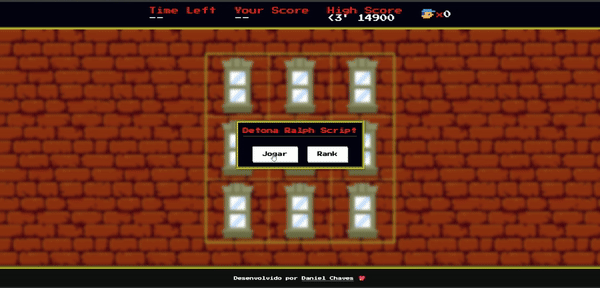 Time Left
--
Your Score
--
High Score
<3' 14900
x0
Detona Ralph Script
Jogar
Rank
Desenvolvido por Daniel Chaves